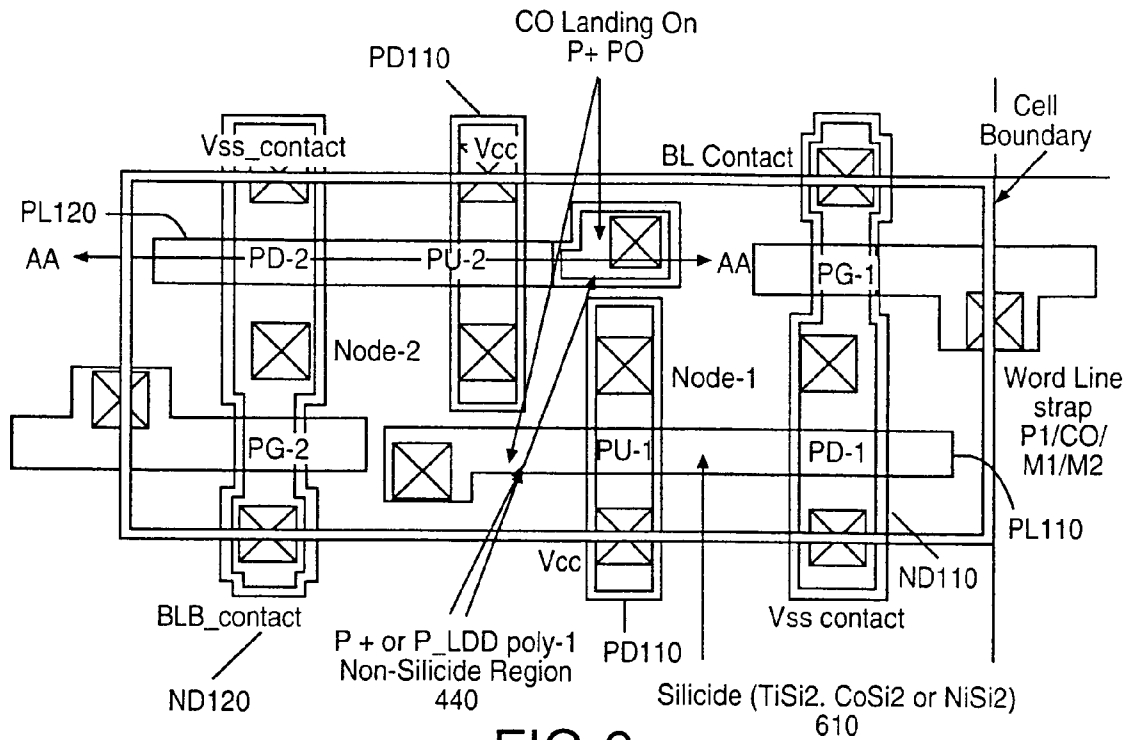 CO Landing On
P+ PO
PD110
Cell
Boundary
Vss_contact
Vcc
BL Contact
PL120
AA
PD-2
PU-2
AA
PG-1
Node-2
Node-1
Word Line
strap
P1/CO/
M1/M2
PG-2
PU-1
PD-1
PL110
Vcc
ND110
BLB_contact
Vss contact
P + or P_LDD poly-1
Non-Silicide Region
440
PD110
ND120
Silicide (TiSi2. CoSi2 or NiSi2)
610